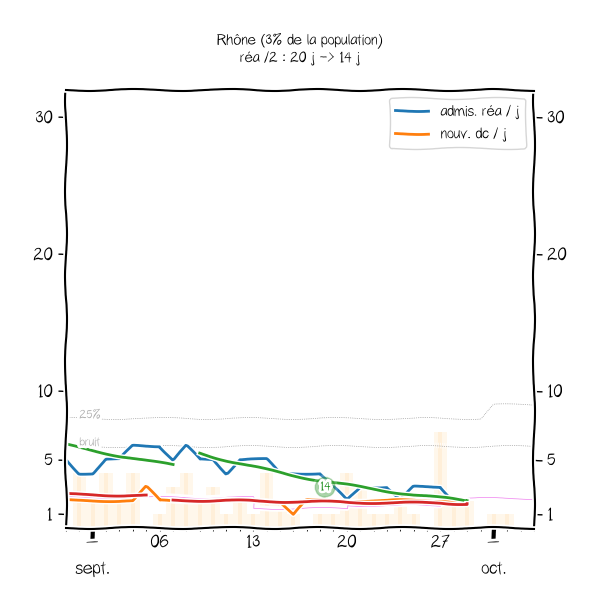 Rhône (3% de la population)
réa /2 : 20 j -> 14 j
admis. réa / j
nouv. dc / j
30 30
20 20
10 10
25%
bruit
5 5
14
1 1
06 13 20 27
sept. oct.